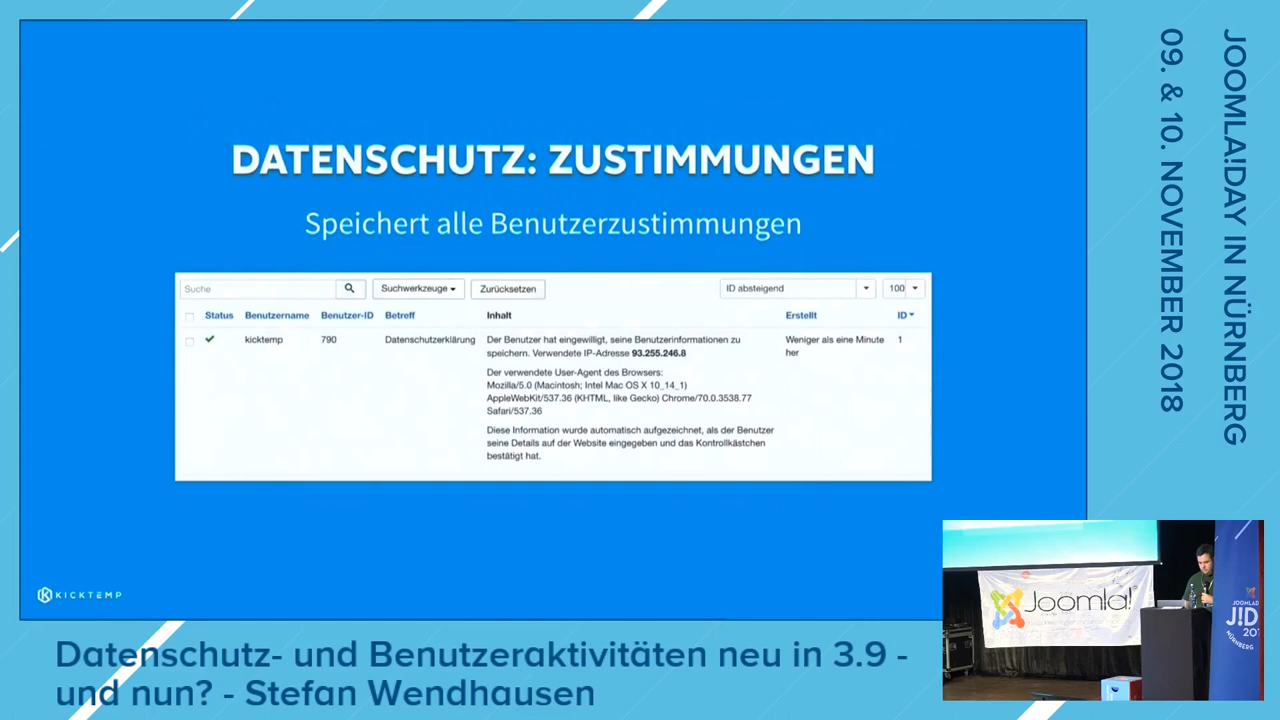 DATENSCHUTZ: ZUSTIMMUNGEN
Speichert alle Benutzerzustimmungen
Suche
Suchwerkzeuge
Zurücksetzen
ID absteigend
100
Status Benutzername Benutzer-ID Betreff Inhalt Erstellt ID
kicktemp 790 Datenschutzerklärung
Der Benutzer hat eingewilligt, seine Benutzerinformationen zu
speichern. Verwendete IP-Adresse 93.255.246.8
Der verwendete User-Agent des Browsers:
Mozilla/5.0 (Macintosh; Intel Mac OS X 10_14_1)
AppleWebKit/537.36 (KHTML, like Gecko) Chrome/70.0.3538.77
Safari/537.36
Diese Information wurde automatisch aufgezeichnet, als der Benutzer
seine Details auf der Website eingegeben und das Kontrollkästchen
bestätigt hat.
Weniger als eine Minute
her
1
KICKTEMP
JOOMLA!DAY IN NÜRNBERG
09. & 10. NOVEMBER 2018
Joomla!
JOOMLAD
J!D
201
NÜRNBERG
Datenschutz- und Benutzeraktivitäten neu in 3.9 -
und nun? - Stefan Wendhausen